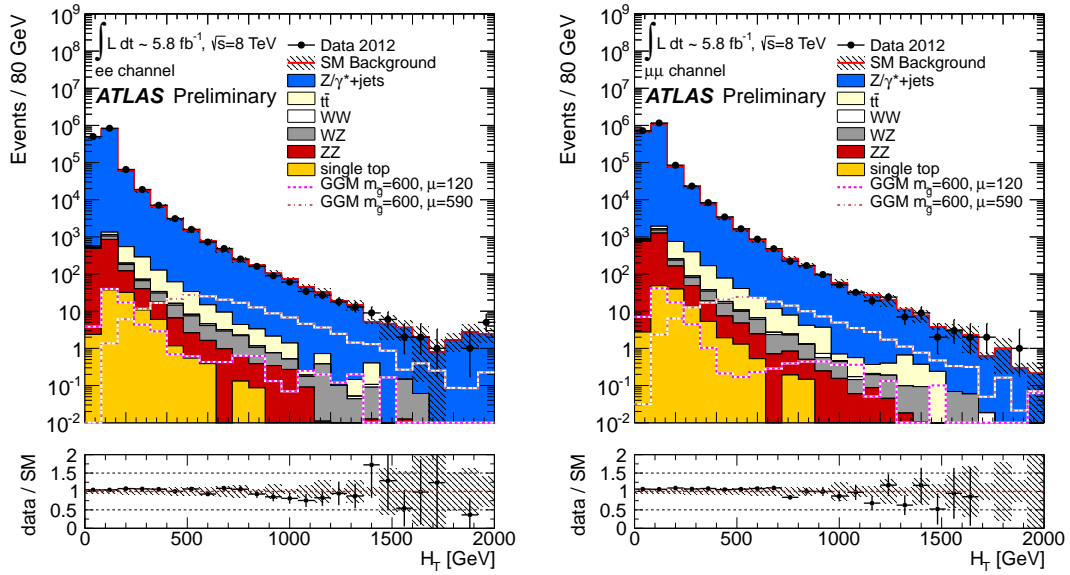 ∫ L dt ~ 5.8 fb⁻¹, √s=8 TeV
ee channel
ATLAS Preliminary
Data 2012
SM Background
Z/γ*+jets
tt̄
WW
WZ
ZZ
single top
GGM m_g̃=600, μ=120
GGM m_g̃=600, μ=590
Events / 80 GeV
10⁹
10⁸
10⁷
10⁶
10⁵
10⁴
10³
10²
10
1
10⁻¹
10⁻²
data / SM
2
1.5
1
0.5
0
0 500 1000 1500 2000
H_T [GeV]
∫ L dt ~ 5.8 fb⁻¹, √s=8 TeV
μμ channel
ATLAS Preliminary
Data 2012
SM Background
Z/γ*+jets
tt̄
WW
WZ
ZZ
single top
GGM m_g̃=600, μ=120
GGM m_g̃=600, μ=590
Events / 80 GeV
10⁹
10⁸
10⁷
10⁶
10⁵
10⁴
10³
10²
10
1
10⁻¹
10⁻²
data / SM
2
1.5
1
0.5
0
0 500 1000 1500 2000
H_T [GeV]